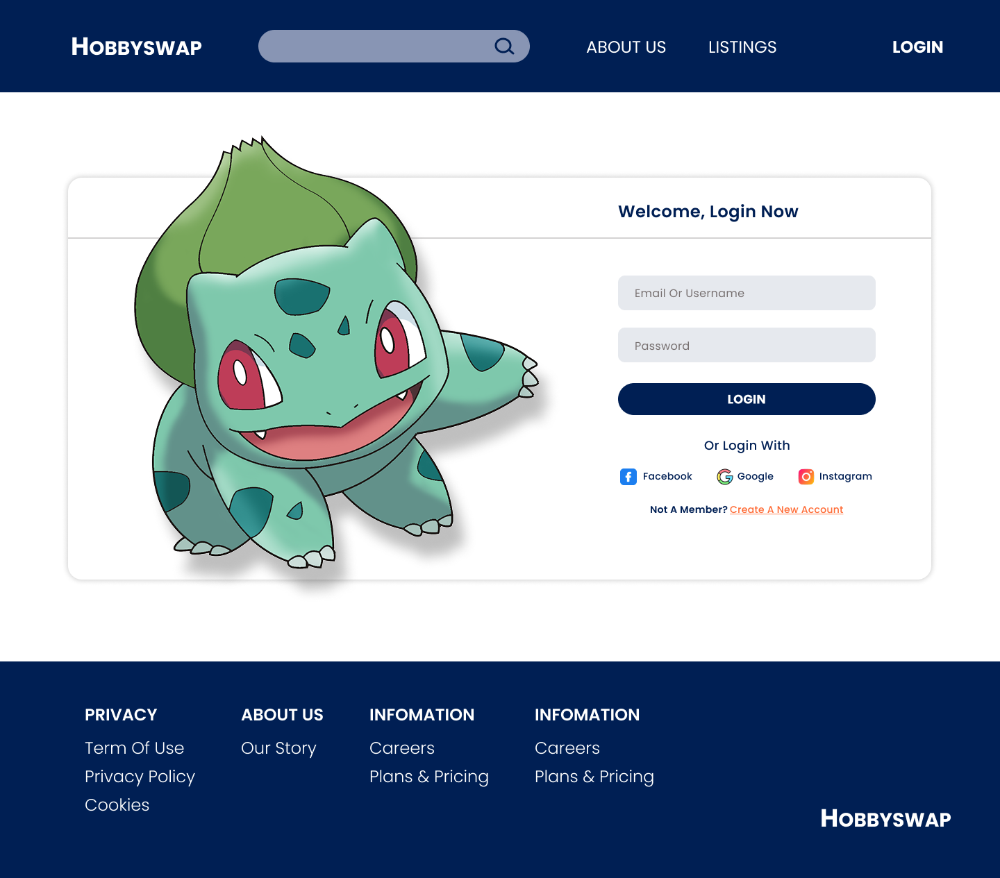 HOBBYSWAP
ABOUT US
LISTINGS
LOGIN
Welcome, Login Now
Email Or Username
Password
LOGIN
Or Login With
Facebook
Google
Instagram
Not A Member? Create A New Account
PRIVACY
Term Of Use
Privacy Policy
Cookies
ABOUT US
Our Story
INFOMATION
Careers
Plans & Pricing
INFOMATION
Careers
Plans & Pricing
HOBBYSWAP